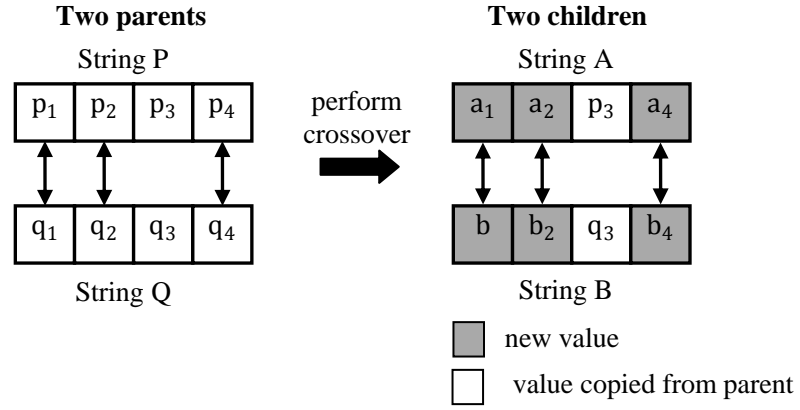 Two parents
Two children
String P
String A
p1 p2 p3 p4
perform
crossover
a1 a2 p3 a4
q1 q2 q3 q4
b b2 q3 b4
String Q
String B
new value
value copied from parent